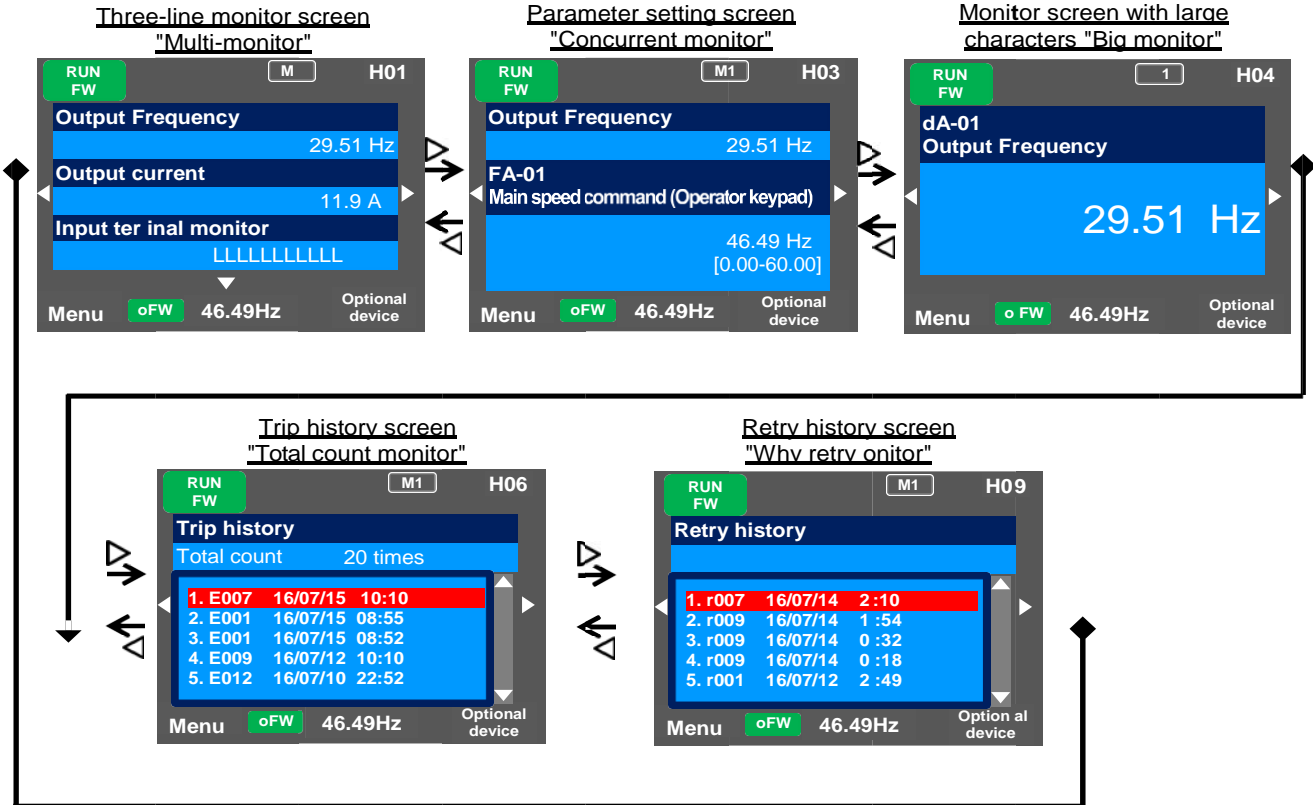 Three-line monitor screen
"Multi-monitor"
RUN
FW
M
H01
Output Frequency
29.51 Hz
Output current
11.9 A
Input ter inal monitor
LLLLLLLLLLL
Menu
oFW
46.49Hz
Optional
device
Parameter setting screen
"Concurrent monitor"
RUN
FW
M1
H03
Output Frequency
29.51 Hz
FA-01
Main speed command (Operator keypad)
46.49 Hz
[0.00-60.00]
Menu
oFW
46.49Hz
Optional
device
Monitor screen with large
characters "Big monitor"
RUN
FW
1
H04
dA-01
Output Frequency
29.51 Hz
Menu
o FW
46.49Hz
Optional
device
Trip history screen
"Total count monitor"
RUN
FW
M1
H06
Trip history
Total count 20 times
1. E007 16/07/15 10:10
2. E001 16/07/15 08:55
3. E001 16/07/15 08:52
4. E009 16/07/12 10:10
5. E012 16/07/10 22:52
Menu
oFW
46.49Hz
Optional
device
Retry history screen
"Why retry onitor"
RUN
FW
M1
H09
Retry history
1. r007 16/07/14 2 :10
2. r009 16/07/14 1 :54
3. r009 16/07/14 0 :32
4. r009 16/07/14 0 :18
5. r001 16/07/12 2 :49
Menu
oFW
46.49Hz
Option al
device